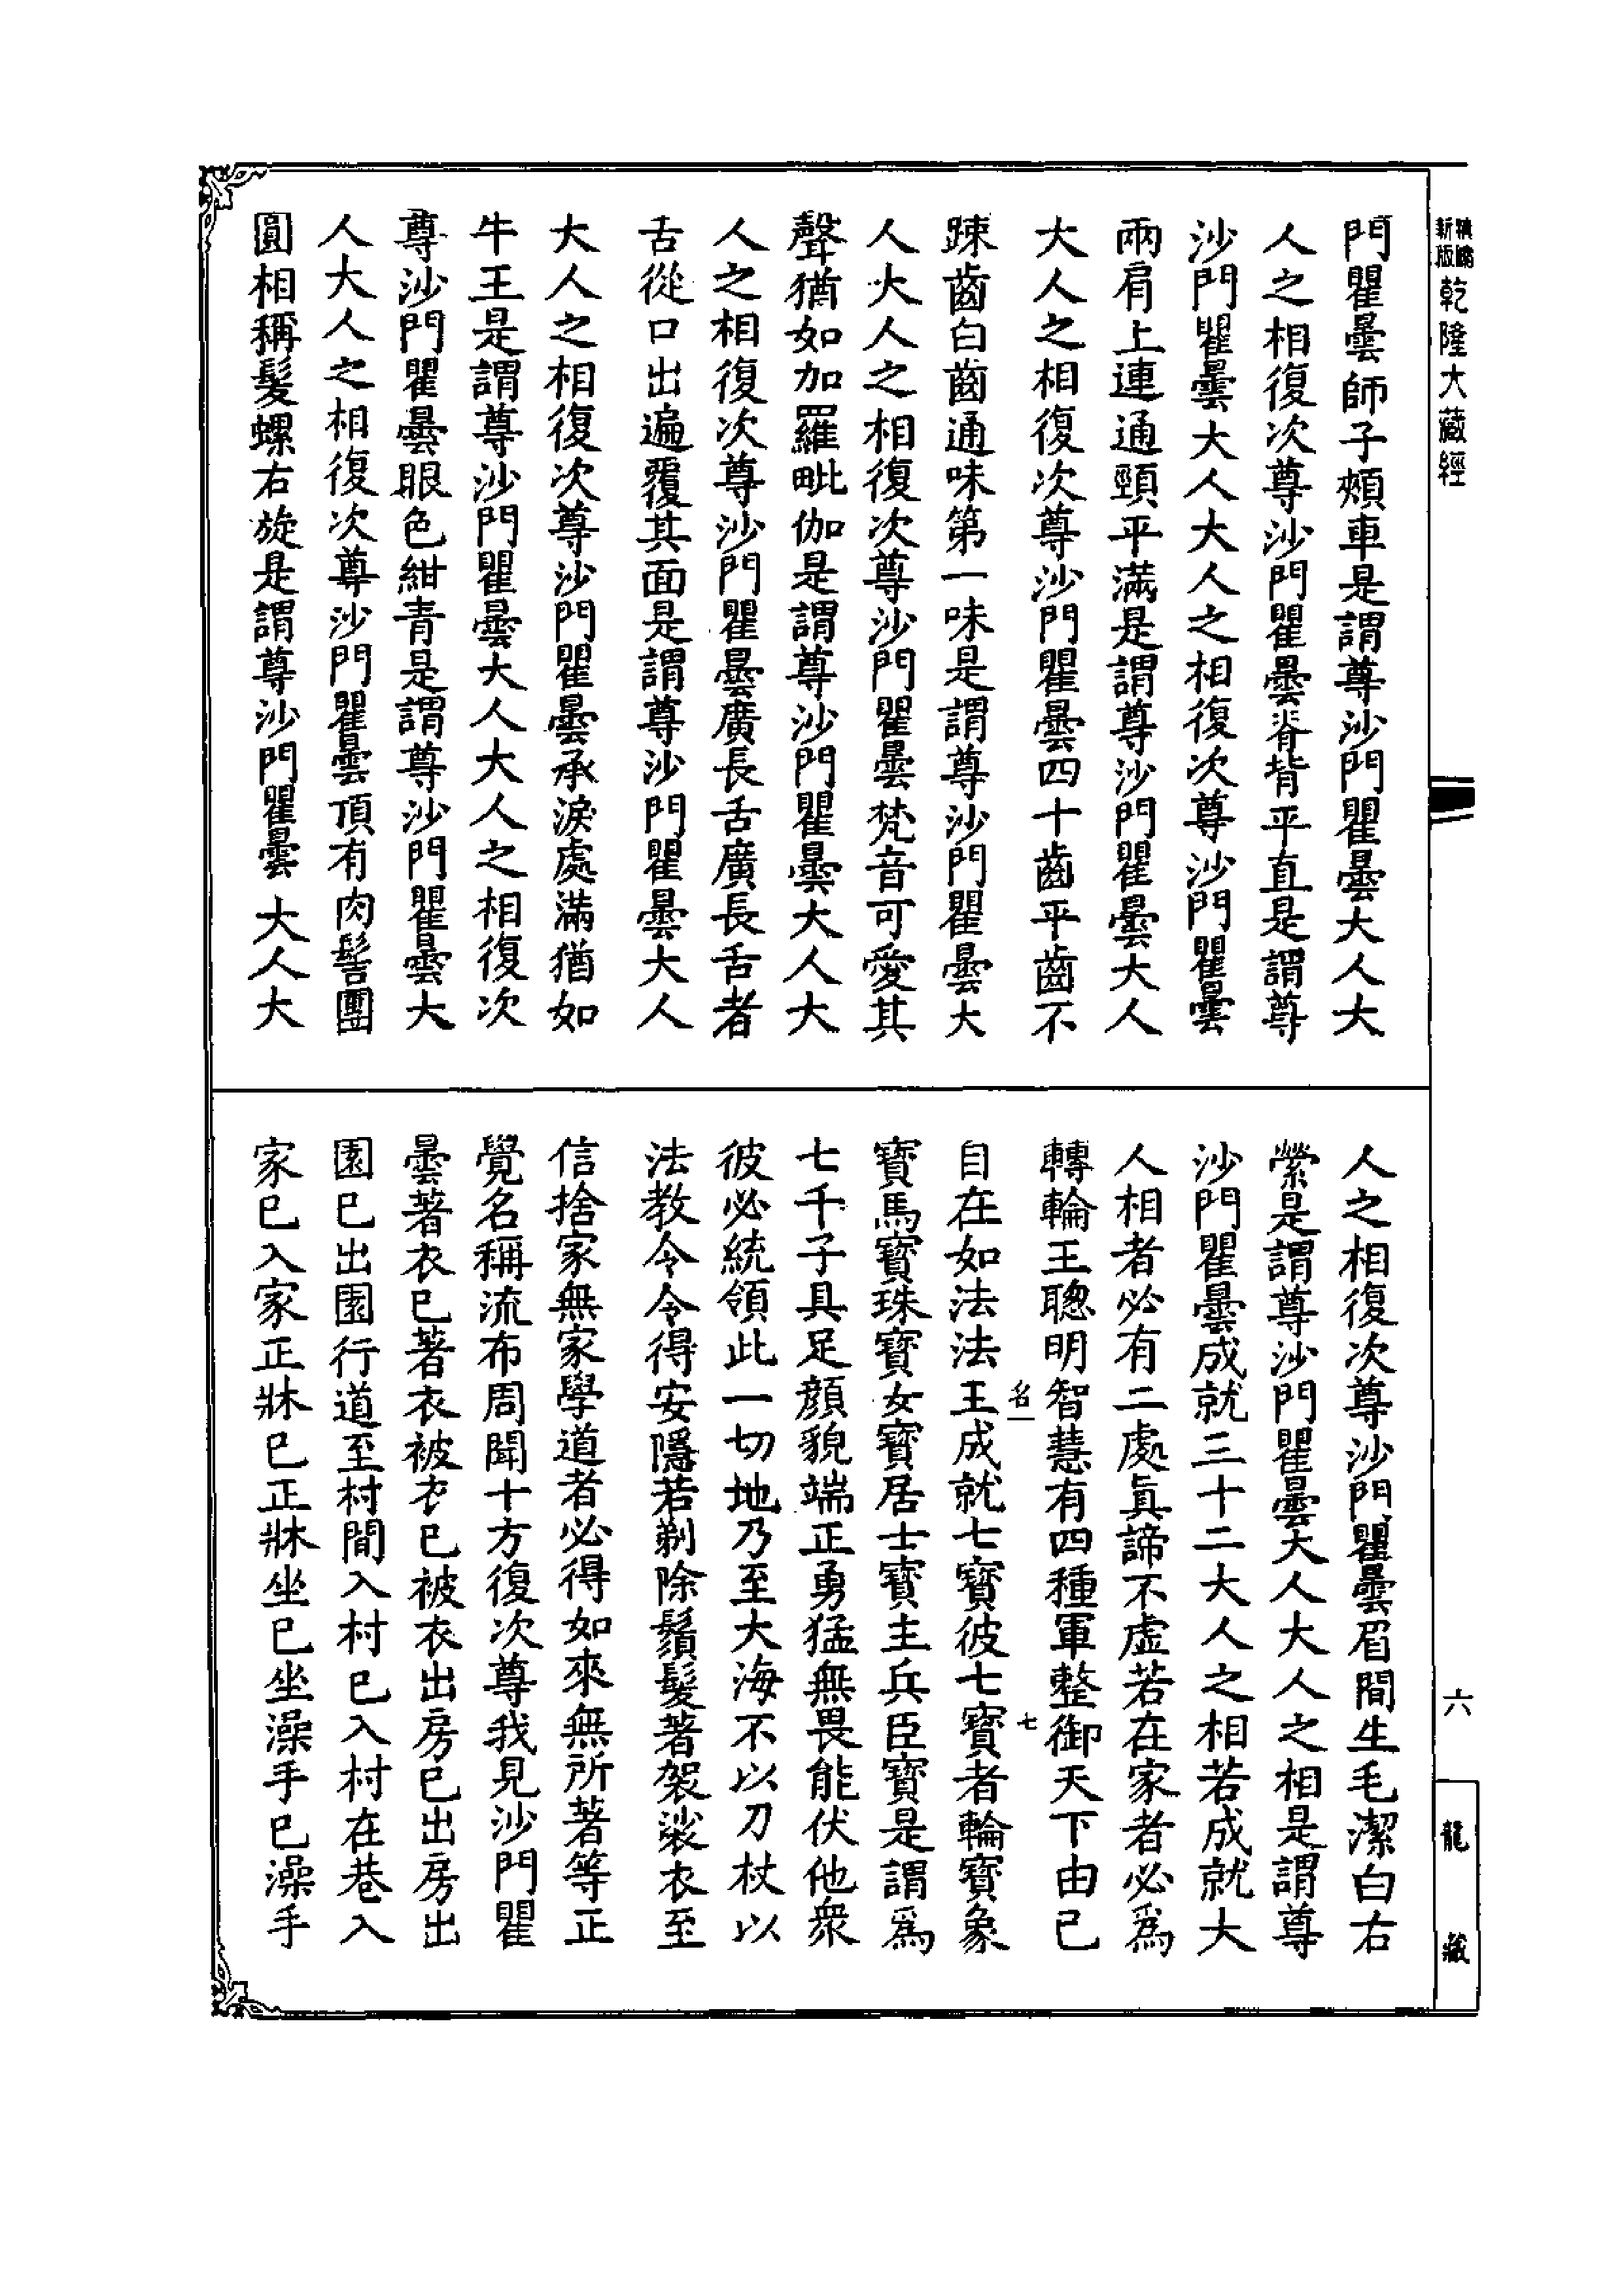 新版縮
乾隆大藏經
門瞿曇師子頰車是謂尊沙門瞿曇大人大
人之相復次尊沙門瞿曇脊背平直是謂尊
沙門瞿曇大人大人之相復次尊沙門瞿曇
兩肩上連通頸平滿是謂尊沙門瞿曇大人
大人之相復次尊沙門瞿曇四十齒平齒不
踈齒白齒通味第一味是謂尊沙門瞿曇大
人大人之相復次尊沙門瞿曇梵音可愛其
聲猶如加羅毗伽是謂尊沙門瞿曇大人大
人之相復次尊沙門瞿曇廣長舌廣長舌者
舌從口出遍覆其面是謂尊沙門瞿曇大人
大人之相復次尊沙門瞿曇承淚處滿猶如
牛王是謂尊沙門瞿曇大人大人之相復次
尊沙門瞿曇眼色紺青是謂尊沙門瞿曇大
人大人之相復次尊沙門瞿曇頂有肉髻團
圓相稱髮螺右旋是謂尊沙門瞿曇大人大
人之相復次尊沙門瞿曇眉間生毛潔白右
縈是謂尊沙門瞿曇大人大人之相是謂尊
沙門瞿曇成就三十二大人之相若成就大
人相者必有二處眞諦不虛若在家者必爲
轉輪王聰明智慧有四種軍整御天下由己
名一
七
自在如法法王成就七寶彼七寶者輪寶象
寶馬寶珠寶女寶居士寶主兵臣寶是謂爲
七千子具足顔貌端正勇猛無畏能伏他衆
彼必統領此一切地乃至大海不以刀杖以
法教令令得安隱若剃除鬚髮著袈裟衣至
信捨家無家學道者必得如來無所著等正
覺名稱流布周聞十方復次尊我見沙門瞿
曇著衣已著衣被衣已被衣出房已出房出
園已出園行道至村間入村已入村在巷入
家已入家正牀已正牀坐已坐澡手已澡手
六
龍藏